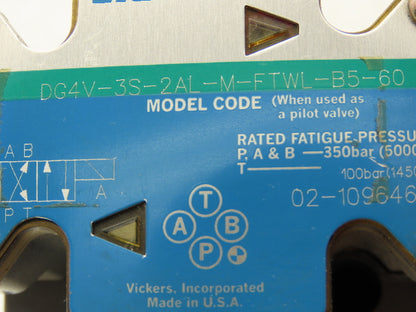 DG4V-3S-2AL-M-FTWL-B5-60
MODEL CODE (When used as
a pilot valve)
RATED FATIGUE PRESSU
P, A & B — 350bar (5000
T — 100bar (1450
02-109646
A B
A
P T
T
A B
P
Vickers, Incorporated
Made in U.S.A.